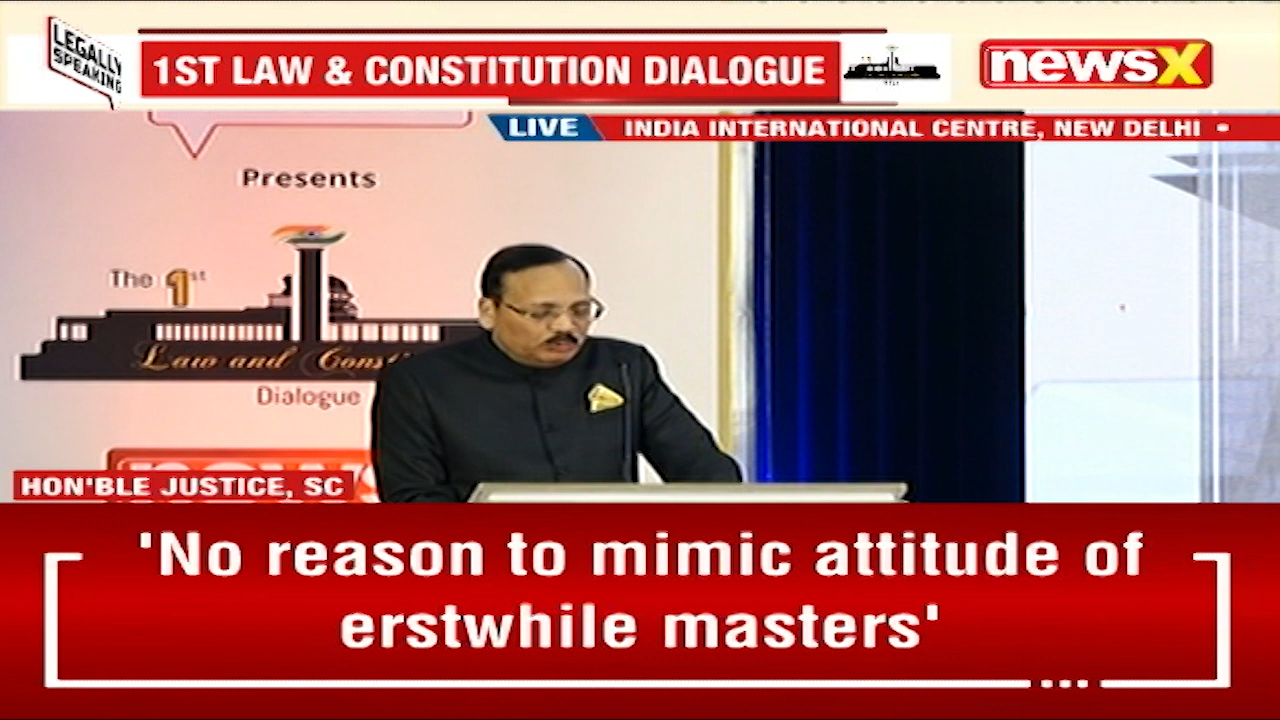 LEGALLY
SPEAKING
1ST LAW & CONSTITUTION DIALOGUE
newsX
LIVE
INDIA INTERNATIONAL CENTRE, NEW DELHI
Presents
The 1st
Law and
Dialogue
HON'BLE JUSTICE, SC
'No reason to mimic attitude of
erstwhile masters'